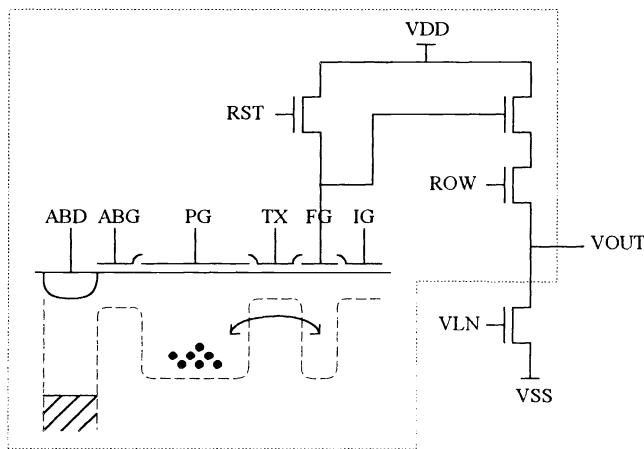 VDD
RST
ROW
ABD ABG PG TX FG IG
VOUT
VLN
VSS